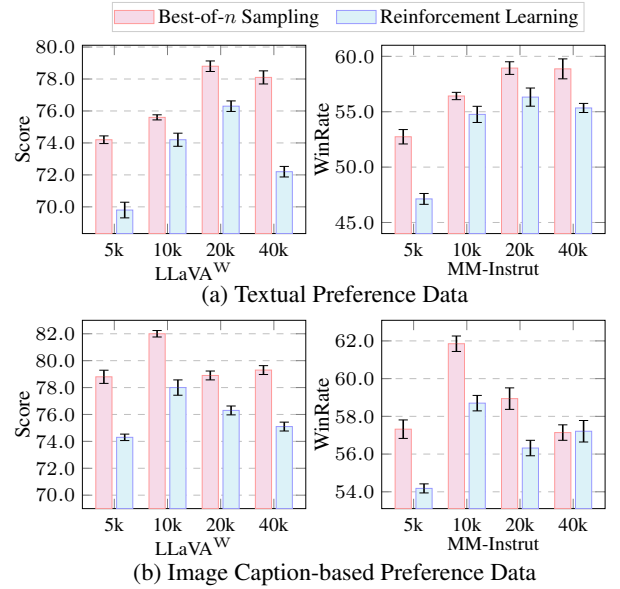 Best-of-n Sampling Reinforcement Learning
80.0
78.0
76.0
74.0
72.0
70.0
Score
5k 10k 20k 40k
LLaVA^W
60.0
55.0
50.0
45.0
WinRate
5k 10k 20k 40k
MM-Instrut
(a) Textual Preference Data
82.0
80.0
78.0
76.0
74.0
72.0
70.0
Score
5k 10k 20k 40k
LLaVA^W
62.0
60.0
58.0
56.0
54.0
WinRate
5k 10k 20k 40k
MM-Instrut
(b) Image Caption-based Preference Data